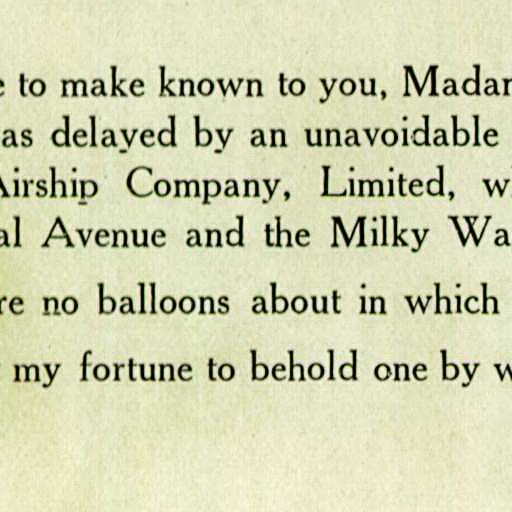 e to make known to you, Madam
as delayed by an unavoidable
Airship Company, Limited, w
al Avenue and the Milky Wa
re no balloons about in which
my fortune to behold one by w